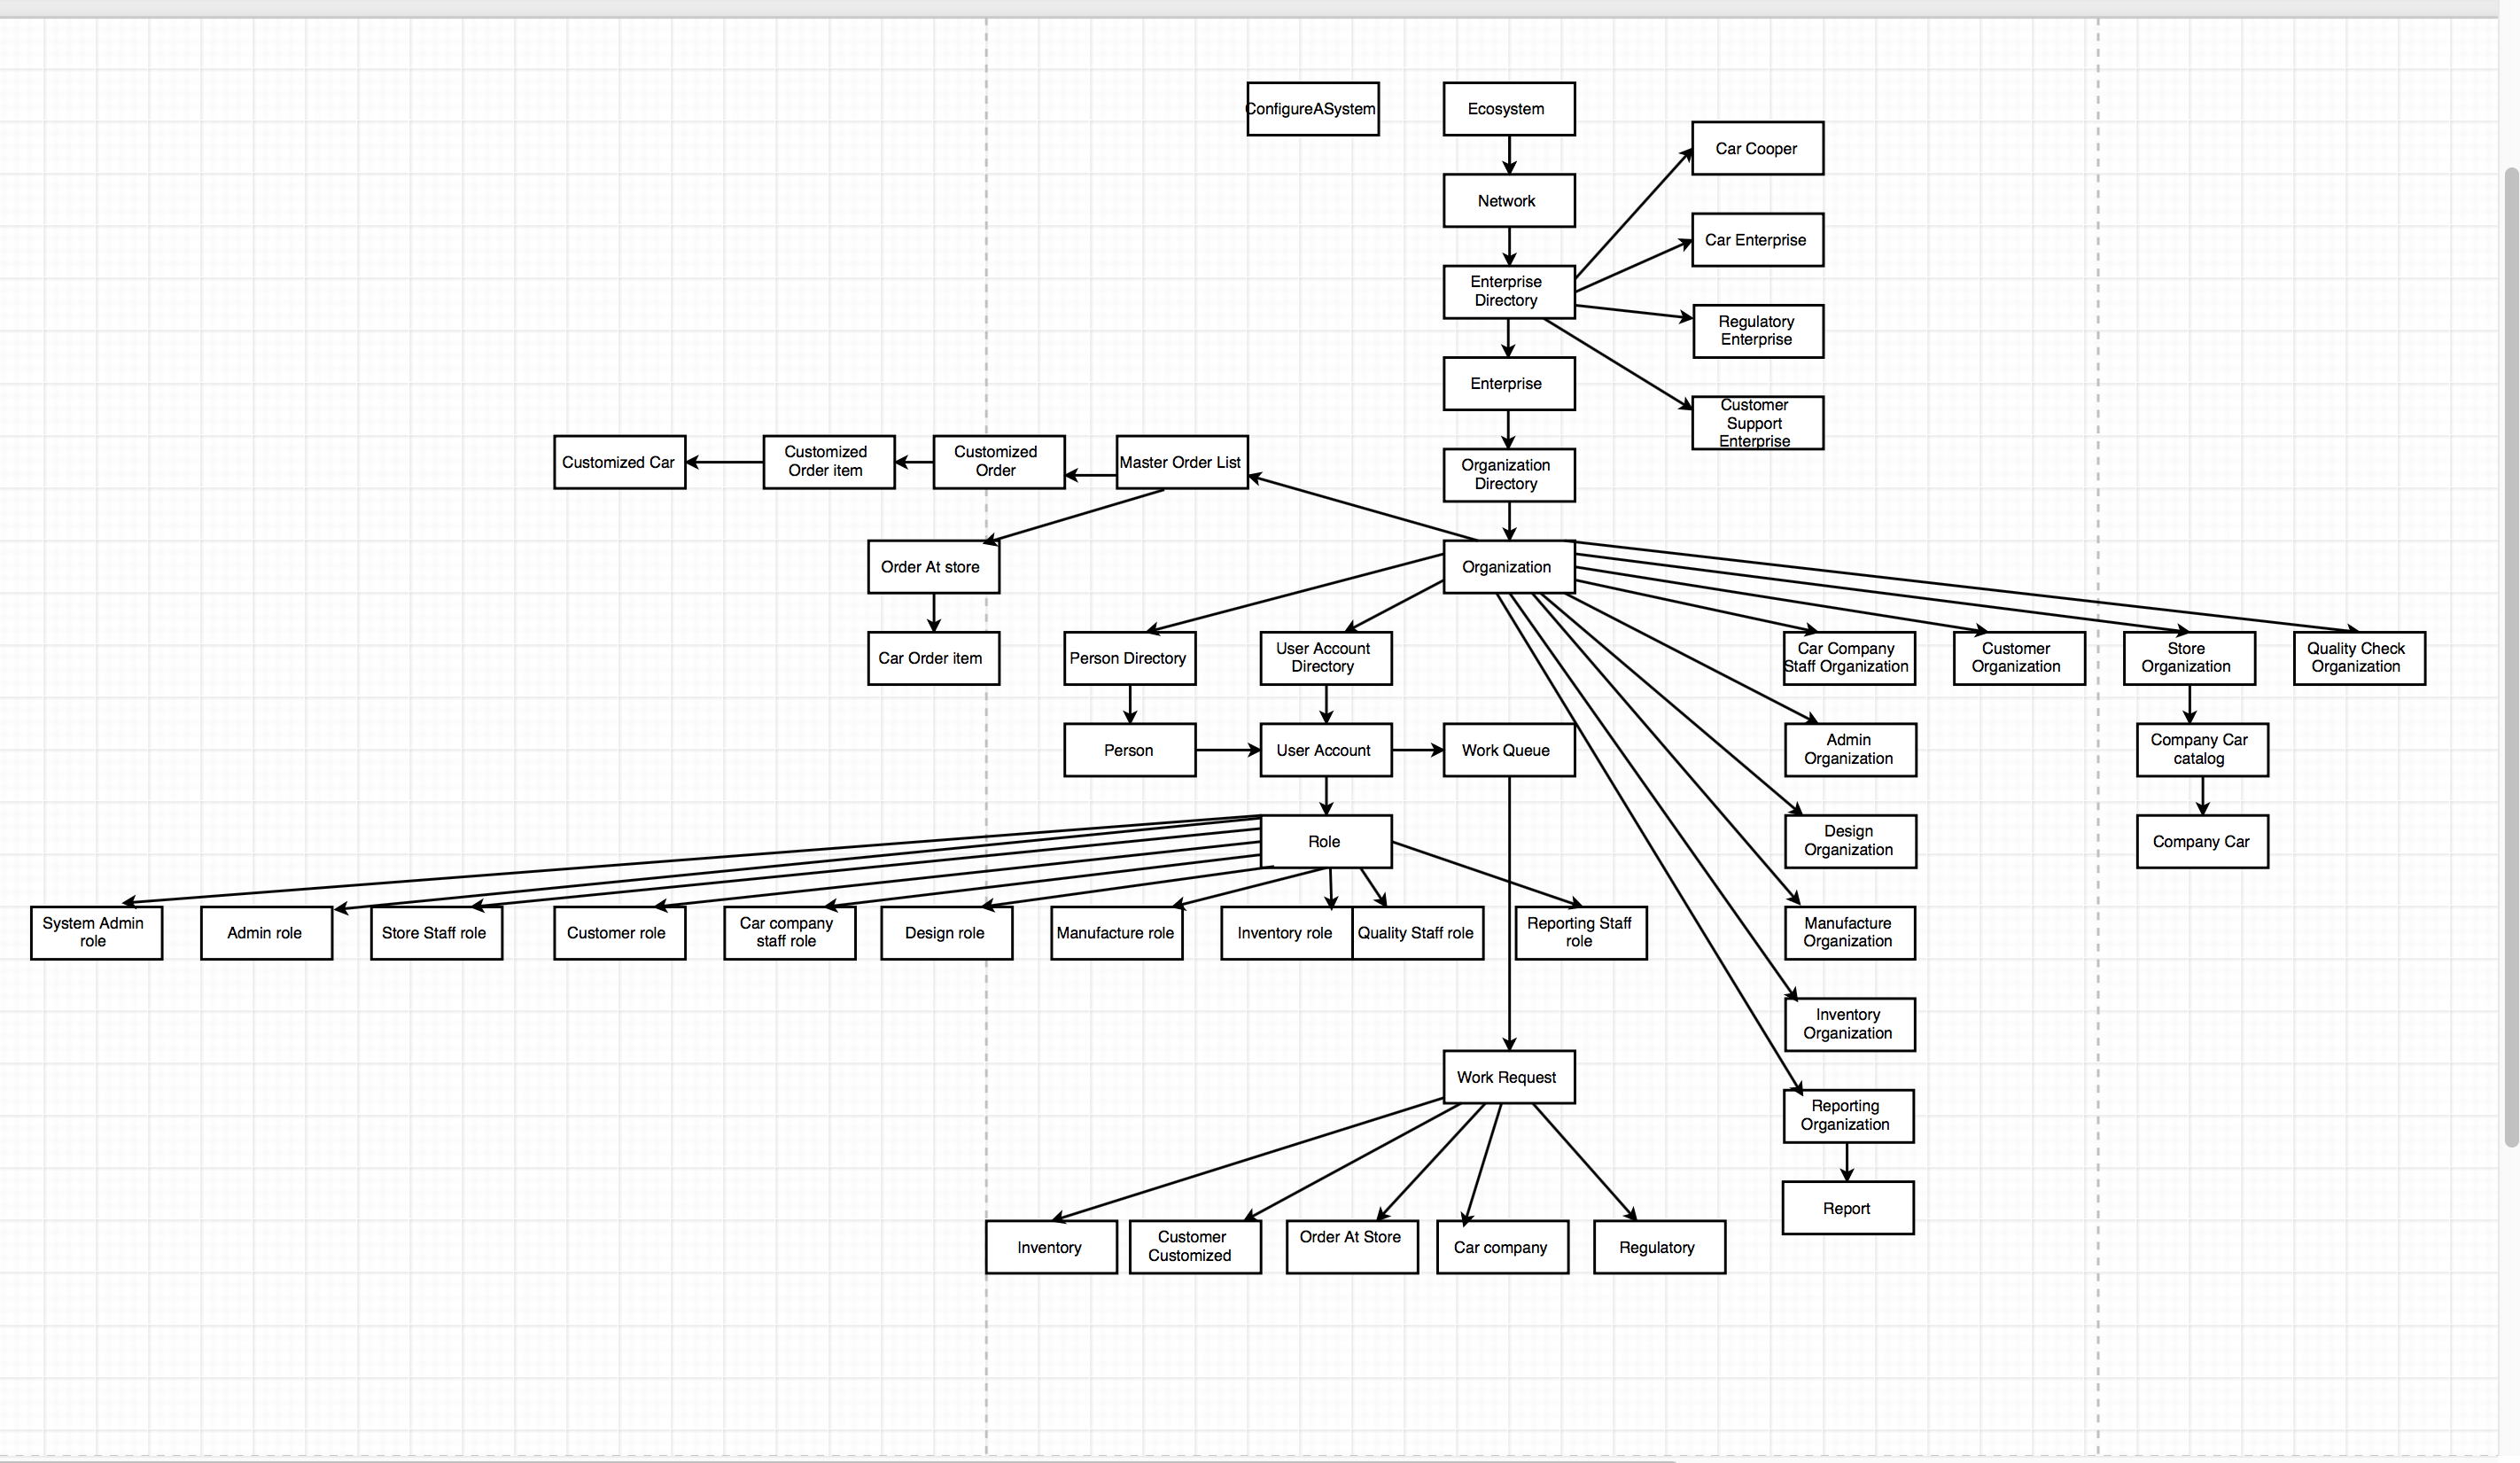 ConfigureASystem
Ecosystem
Car Cooper
Network
Car Enterprise
Enterprise
Directory
Regulatory
Enterprise
Enterprise
Customer
Support
Enterprise
Customized Car
Customized
Order item
Customized
Order
Master Order List
Organization
Directory
Order At store
Organization
Car Order item
Person Directory
User Account
Directory
Car Company
Staff Organization
Customer
Organization
Store
Organization
Quality Check
Organization
Person
User Account
Work Queue
Admin
Organization
Company Car
catalog
Role
Design
Organization
Company Car
System Admin
role
Admin role
Store Staff role
Customer role
Car company
staff role
Design role
Manufacture role
Inventory role
Quality Staff role
Reporting Staff
role
Manufacture
Organization
Inventory
Organization
Work Request
Reporting
Organization
Report
Inventory
Customer
Customized
Order At Store
Car company
Regulatory